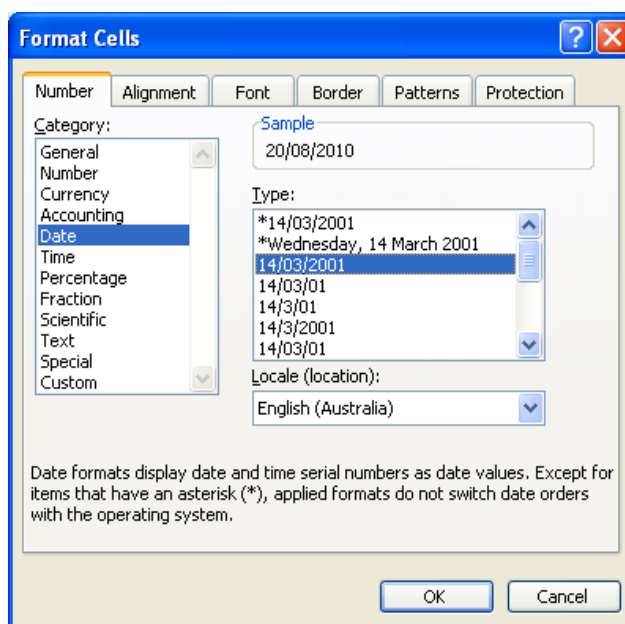 Format Cells
Number Alignment Font Border Patterns Protection
Category:
General
Number
Currency
Accounting
Date
Time
Percentage
Fraction
Scientific
Text
Special
Custom
Sample
20/08/2010
Type:
*14/03/2001
*Wednesday, 14 March 2001
14/03/2001
14/03/01
14/3/01
14/3/2001
14/03/01
Locale (location):
English (Australia)
Date formats display date and time serial numbers as date values. Except for
items that have an asterisk (*), applied formats do not switch date orders
with the operating system.
OK Cancel